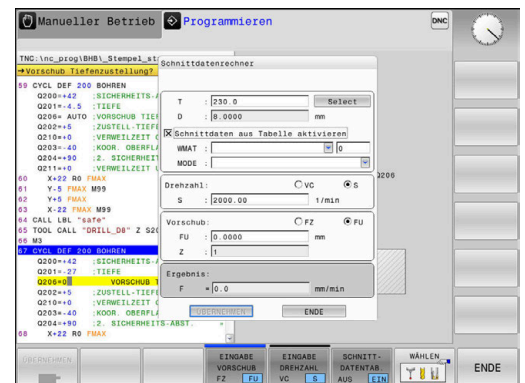 Manueller Betrieb
Programmieren
DNC
TNC:\nc_prog\BHB\_Stempel_st
→Vorschub Tiefenzustellung?
59 CYCL DEF 200 BOHREN
Q200=+42 ;SICHERHEITS-A
Q201=-4.5 ;TIEFE
Q206= AUTO ;VORSCHUB TIEF
Q202=+5 ;ZUSTELL-TIEFE
Q210=+0 ;VERWEILZEIT O
Q203=-40 ;KOOR. OBERFL
Q204=+90 ;2. SICHERHEIT
Q211=+0 ;VERWEILZEIT U
60 X+22 R0 FMAX
61 Y-5 FMAX M99
62 Y+5 FMAX
63 X-22 FMAX M99
64 CALL LBL "safe"
65 TOOL CALL "DRILL_D8" Z S20
66 M3
67 CYCL DEF 200 BOHREN
Q200=+42 ;SICHERHEITS-A
Q201=-27 ;TIEFE
Q206=0 VORSCHUB T
Q202=+5 ;ZUSTELL-TIEFE
Q210=+0 ;VERWEILZEIT O
Q203=-40 ;KOOR. OBERFL
Q204=+90 ;2. SICHERHEITS-ABST.
68 X+22 R0 FMAX
Schnittdatenrechner
T : 230.0 Select
D : 8.0000 mm
Schnittdaten aus Tabelle aktivieren
WMAT : 0
MODE :
Drehzahl: VC S
S : 2000.00 1/min
Vorschub: FZ FU
FU : 0.0000 mm
Z : 1
Ergebnis:
F = 0.0 mm/min
ÜBERNEHMEN ENDE
Q206
ÜBERNEHMEN
EINGABE VORSCHUB FZ FU
EINGABE DREHZAHL VC S
SCHNITT-DATENTAB. AUS EIN
WÄHLEN
ENDE